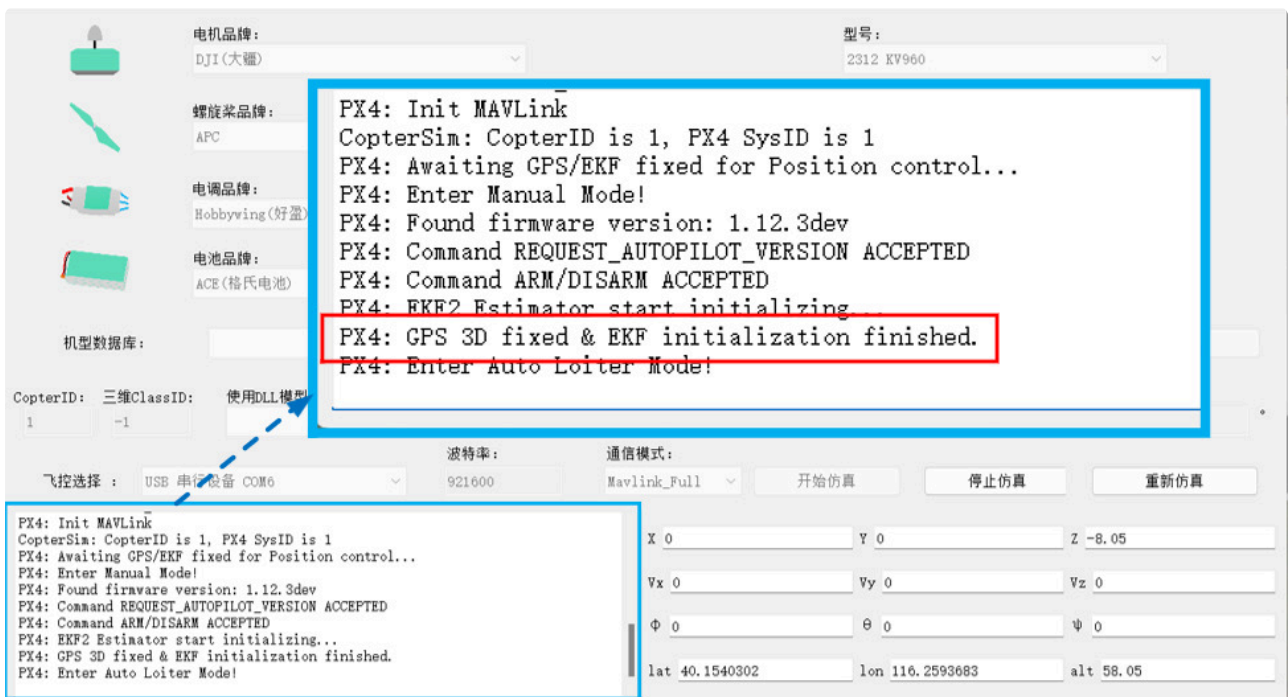 电机品牌：
型号：
DJI(大疆)
2312 KV960
螺旋桨品牌：
APC
电调品牌：
Hobbywing(好盈)
电池品牌：
ACE(格氏电池)
机型数据库：
PX4: Init MAVLink
CopterSim: CopterID is 1, PX4 SysID is 1
PX4: Awaiting GPS/EKF fixed for Position control...
PX4: Enter Manual Mode!
PX4: Found firmware version: 1.12.3dev
PX4: Command REQUEST_AUTOPILOT_VERSION ACCEPTED
PX4: Command ARM/DISARM ACCEPTED
PX4: EKF2 Estimator start initializing...
PX4: GPS 3D fixed & EKF initialization finished.
PX4: Enter Auto Loiter Mode!
CopterID： 三维ClassID： 使用DLL模型
1 -1 °
波特率： 通信模式：
飞控选择 ： USB 串行设备 COM6 921600 Mavlink_Full 开始仿真 停止仿真 重新仿真
PX4: Init MAVLink
CopterSim: CopterID is 1, PX4 SysID is 1
PX4: Awaiting GPS/EKF fixed for Position control...
PX4: Enter Manual Mode!
PX4: Found firmware version: 1.12.3dev
PX4: Command REQUEST_AUTOPILOT_VERSION ACCEPTED
PX4: Command ARM/DISARM ACCEPTED
PX4: EKF2 Estimator start initializing...
PX4: GPS 3D fixed & EKF initialization finished.
PX4: Enter Auto Loiter Mode!
X 0 Y 0 Z -8.05
Vx 0 Vy 0 Vz 0
Φ 0 θ 0 ψ 0
lat 40.1540302 lon 116.2593683 alt 58.05